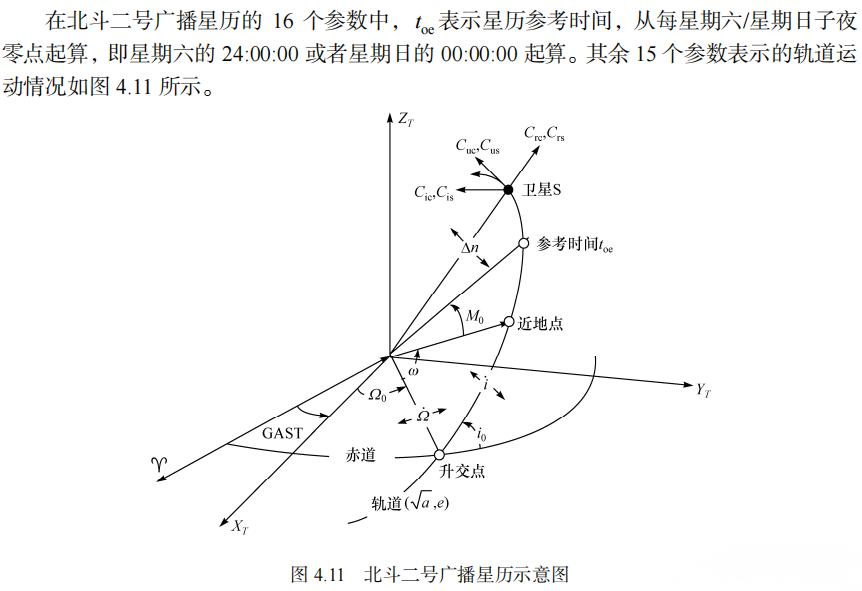 在北斗二号广播星历的 16 个参数中，toe 表示星历参考时间，从每星期六/星期日子夜
零点起算，即星期六的 24:00:00 或者星期日的 00:00:00 起算。其余 15 个参数表示的轨道运
动情况如图 4.11 所示。
Z_T
Crc,Crs
Cuc,Cus
Cic,Cis
卫星S
Δn
参考时间toe
M₀
近地点
ω
i̇
Y_T
Ω₀
Ω̇
GAST
i₀
♈
赤道
升交点
轨道(√a,e)
X_T
图 4.11 北斗二号广播星历示意图